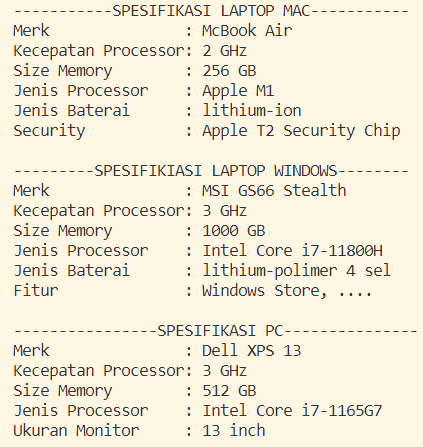 -----------SPESIFIKASI LAPTOP MAC-----------
Merk : McBook Air
Kecepatan Processor: 2 GHz
Size Memory : 256 GB
Jenis Processor : Apple M1
Jenis Baterai : lithium-ion
Security : Apple T2 Security Chip
---------SPESIFIKIASI LAPTOP WINDOWS--------
Merk : MSI GS66 Stealth
Kecepatan Processor: 3 GHz
Size Memory : 1000 GB
Jenis Processor : Intel Core i7-11800H
Jenis Baterai : lithium-polimer 4 sel
Fitur : Windows Store, ....
----------------SPESIFIKASI PC---------------
Merk : Dell XPS 13
Kecepatan Processor: 3 GHz
Size Memory : 512 GB
Jenis Processor : Intel Core i7-1165G7
Ukuran Monitor : 13 inch